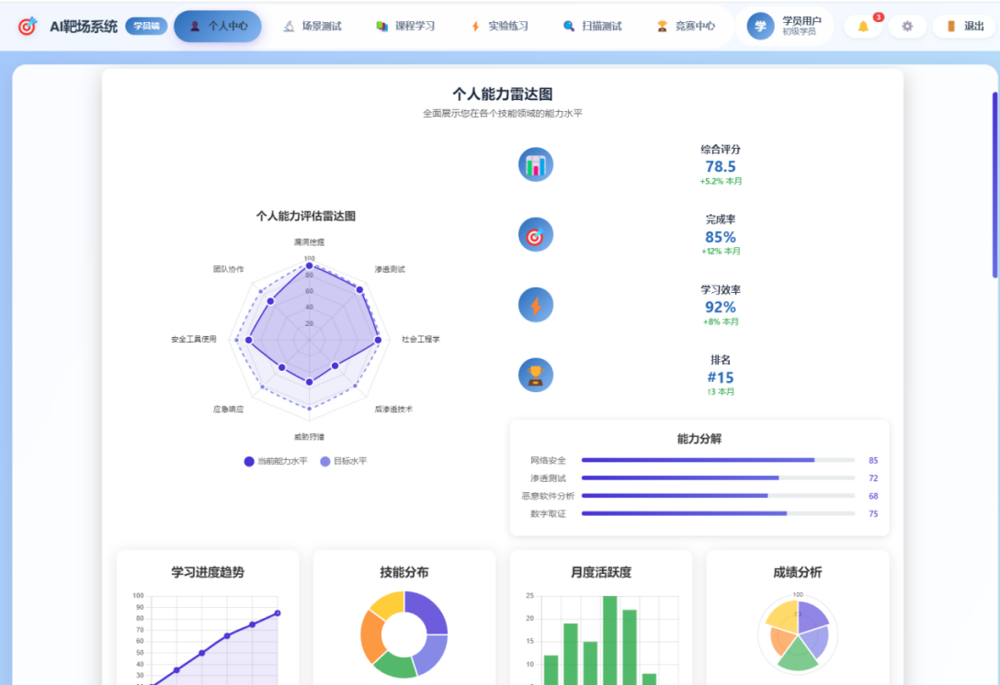 AI靶场系统 学员端 个人中心 场景测试 课程学习 实验练习 扫描测试 竞赛中心 学 学员用户 3 退出
初级学员
个人能力雷达图
全面展示您在各个技能领域的能力水平
综合评分
78.5
+5.2% 本月
完成率
85%
+12% 本月
学习效率
92%
+8% 本月
排名
#15
↑3 本月
个人能力评估雷达图
漏洞挖掘
100
团队协作 渗透测试
80
60
40
20
安全工具使用 社会工程学
应急响应 后渗透技术
威胁狩猎
当前能力水平 目标水平
能力分解
网络安全 85
渗透测试 72
恶意软件分析 68
数字取证 75
学习进度趋势
100
90
80
70
60
50
40
30
技能分布
月度活跃度
25
20
15
10
成绩分析
100